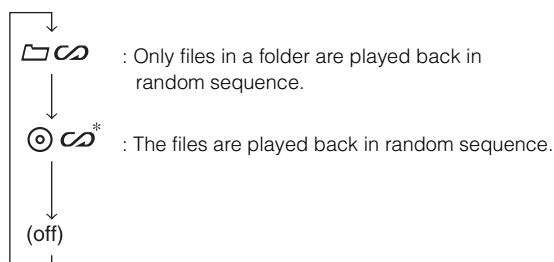 : Only files in a folder are played back in
random sequence.
* : The files are played back in random sequence.
(off)